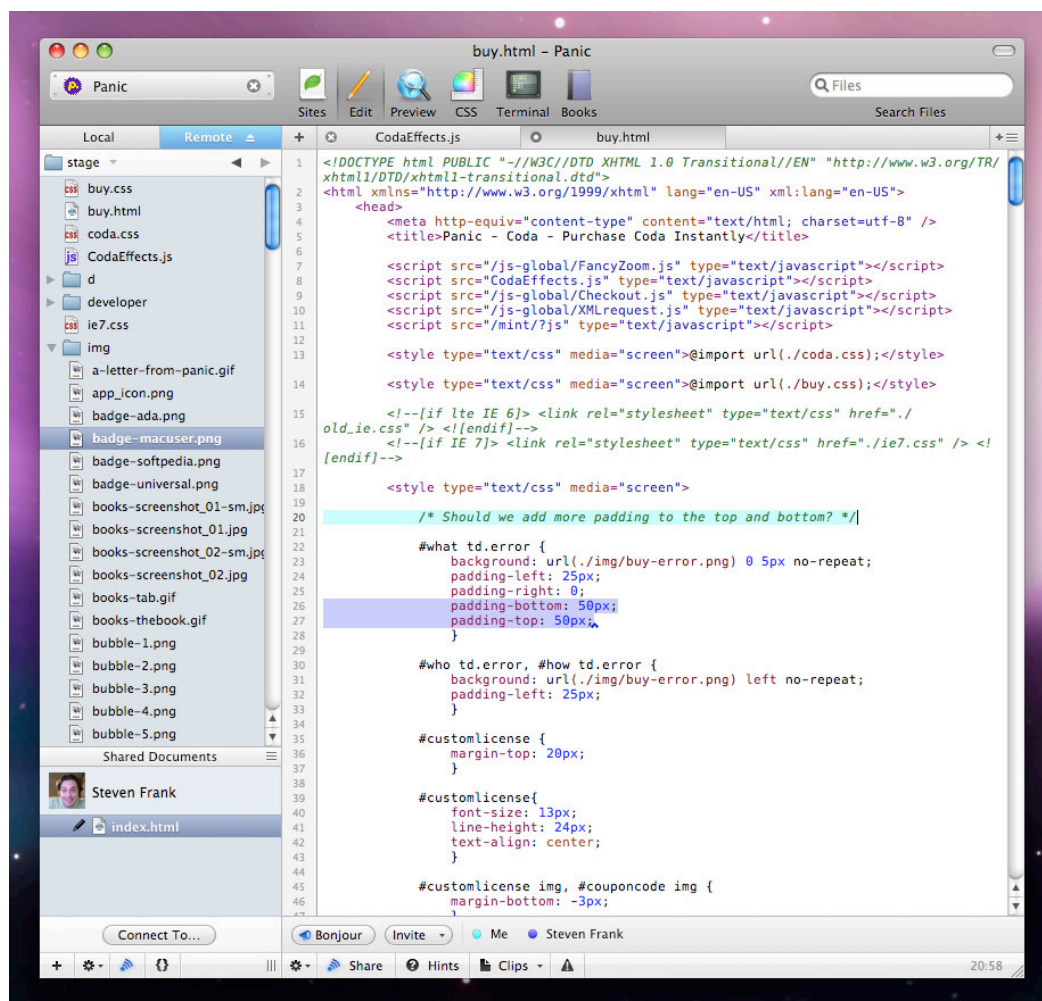 buy.html – Panic
Panic
Files
Sites Edit Preview CSS Terminal Books
Search Files
Local Remote
CodaEffects.js
buy.html
stage
buy.css
buy.html
coda.css
CodaEffects.js
d
developer
ie7.css
img
a-letter-from-panic.gif
app_icon.png
badge-ada.png
badge-macuser.png
badge-softpedia.png
badge-universal.png
books-screenshot_01-sm.jpg
books-screenshot_01.jpg
books-screenshot_02-sm.jpg
books-screenshot_02.jpg
books-tab.gif
books-thebook.gif
bubble-1.png
bubble-2.png
bubble-3.png
bubble-4.png
bubble-5.png
Shared Documents
Steven Frank
index.html
Connect To...
1 <!DOCTYPE html PUBLIC "-//W3C//DTD XHTML 1.0 Transitional//EN" "http://www.w3.org/TR/
xhtml1/DTD/xhtml1-transitional.dtd">
2 <html xmlns="http://www.w3.org/1999/xhtml" lang="en-US" xml:lang="en-US">
3 <head>
4 <meta http-equiv="content-type" content="text/html; charset=utf-8" />
5 <title>Panic - Coda - Purchase Coda Instantly</title>
6
7 <script src="/js-global/FancyZoom.js" type="text/javascript"></script>
8 <script src="CodaEffects.js" type="text/javascript"></script>
9 <script src="/js-global/Checkout.js" type="text/javascript"></script>
10 <script src="/js-global/XMLrequest.js" type="text/javascript"></script>
11 <script src="/mint/?js" type="text/javascript"></script>
12
13 <style type="text/css" media="screen">@import url(./coda.css);</style>
14 <style type="text/css" media="screen">@import url(./buy.css);</style>
15 <!--[if lte IE 6]> <link rel="stylesheet" type="text/css" href="./
old_ie.css" /> <![endif]-->
16 <!--[if IE 7]> <link rel="stylesheet" type="text/css" href="./ie7.css" /> <!
[endif]-->
17
18 <style type="text/css" media="screen">
19
20 /* Should we add more padding to the top and bottom? */
21
22 #what td.error {
23 background: url(./img/buy-error.png) 0 5px no-repeat;
24 padding-left: 25px;
25 padding-right: 0;
26 padding-bottom: 50px;
27 padding-top: 50px;
28 }
29
30 #who td.error, #how td.error {
31 background: url(./img/buy-error.png) left no-repeat;
32 padding-left: 25px;
33 }
34
35 #customlicense {
36 margin-top: 20px;
37 }
38
39 #customlicense{
40 font-size: 13px;
41 line-height: 24px;
42 text-align: center;
43 }
44
45 #customlicense img, #couponcode img {
46 margin-bottom: -3px;
47 }
Bonjour Invite Me Steven Frank
Share Hints Clips 20:58